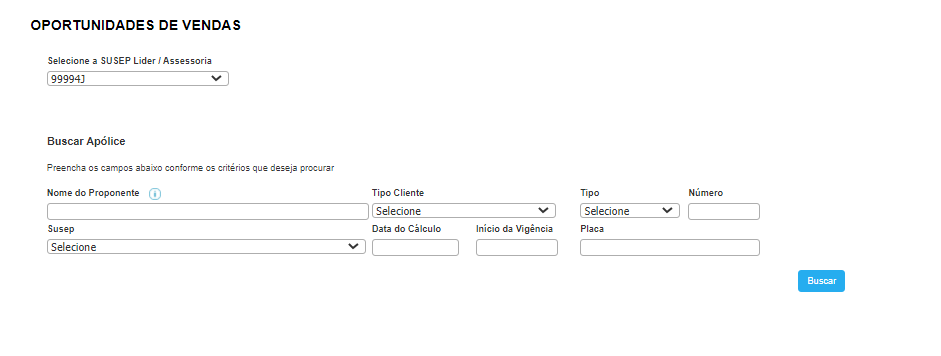 OPORTUNIDADES DE VENDAS
Selecione a SUSEP Lider / Assessoria
99994J
Buscar Apólice
Preencha os campos abaixo conforme os critérios que deseja procurar
Nome do Proponente i Tipo Cliente Tipo Número
Selecione Selecione
Susep Data do Cálculo Início da Vigência Placa
Selecione
Buscar